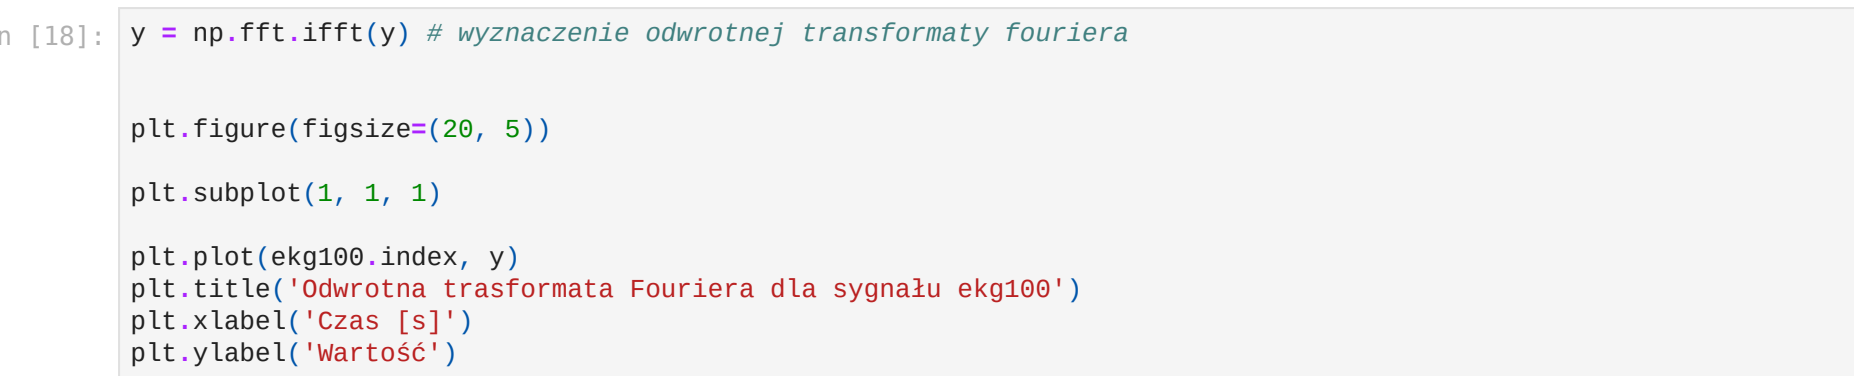 n [18]: y = np.fft.ifft(y) # wyznaczenie odwrotnej transformaty fouriera
plt.figure(figsize=(20, 5))
plt.subplot(1, 1, 1)
plt.plot(ekg100.index, y)
plt.title('Odwrotna trasformata Fouriera dla sygnału ekg100')
plt.xlabel('Czas [s]')
plt.ylabel('Wartość')